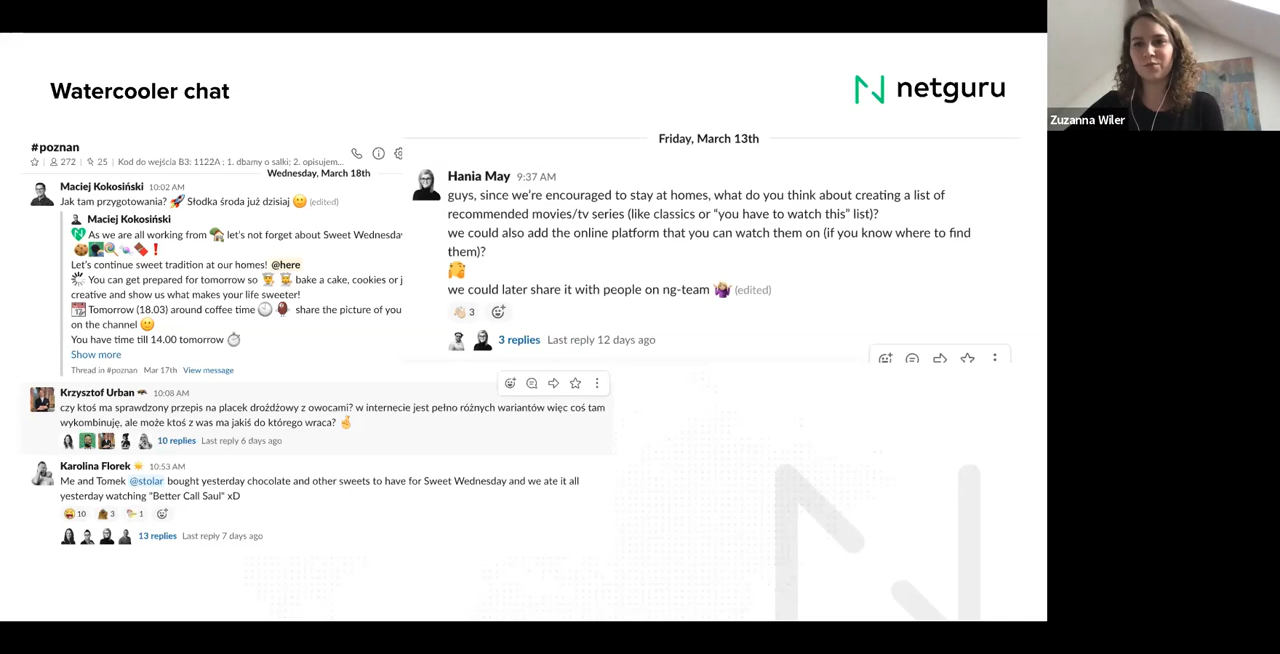 Watercooler chat
netguru
Zuzanna Wiler
#poznan
272 25 Kod do wejścia B3: 1122A ; 1. dbamy o salki; 2. opisujem...
Wednesday, March 18th
Maciej Kokosiński 10:02 AM
Jak tam przygotowania? 🚀 Słodka środa już dzisiaj 🙂 (edited)
Maciej Kokosiński
As we are all working from 🏡 let's not forget about Sweet Wednesday
🍪🍭🍬🍫❗
Let's continue sweet tradition at our homes! @here
You can get prepared for tomorrow so bake a cake, cookies or j
creative and show us what makes your life sweeter!
📆 Tomorrow (18.03) around coffee time share the picture of you
on the channel 🙂
You have time till 14.00 tomorrow ⏱
Show more
Thread in #poznan Mar 17th View message
Krzysztof Urban 10:08 AM
czy ktoś ma sprawdzony przepis na placek drożdżowy z owocami? w internecie jest pełno różnych wariantów więc coś tam
wykombinuję, ale może ktoś z was ma jakiś do którego wraca? 🤞
10 replies Last reply 6 days ago
Karolina Florek 10:53 AM
Me and Tomek @stolar bought yesterday chocolate and other sweets to have for Sweet Wednesday and we ate it all
yesterday watching "Better Call Saul" xD
10 3 1
13 replies Last reply 7 days ago
Friday, March 13th
Hania May 9:37 AM
guys, since we're encouraged to stay at homes, what do you think about creating a list of
recommended movies/tv series (like classics or "you have to watch this" list)?
we could also add the online platform that you can watch them on (if you know where to find
them)?
we could later share it with people on ng-team 🤷‍♀️ (edited)
3
3 replies Last reply 12 days ago